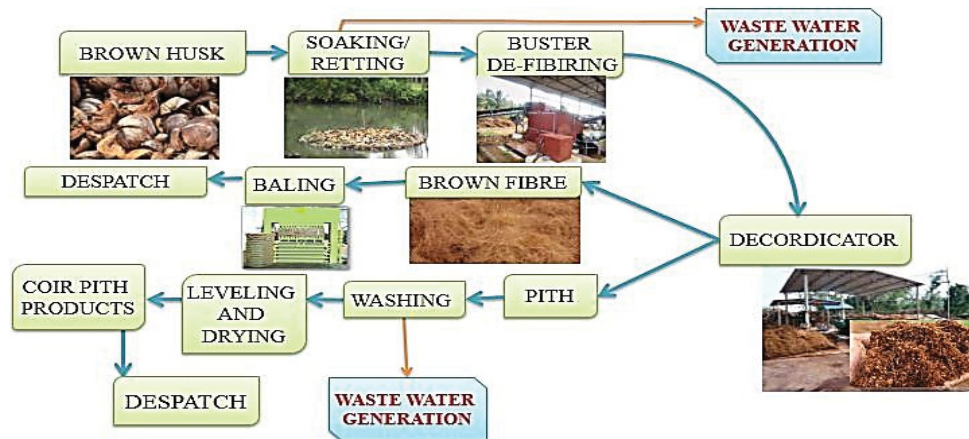 WASTE WATER
GENERATION
BROWN HUSK
SOAKING/
RETTING
BUSTER
DE-FIBIRING
DESPATCH
BALING
BROWN FIBRE
DECORDICATOR
COIR PITH
PRODUCTS
LEVELING
AND
DRYING
WASHING
PITH
DESPATCH
WASTE WATER
GENERATION